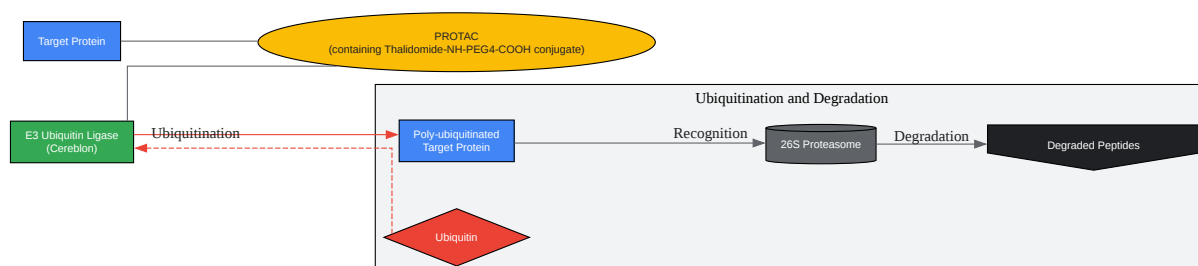 Target Protein
PROTAC
(containing Thalidomide-NH-PEG4-COOH conjugate)
Ubiquitination and Degradation
E3 Ubiquitin Ligase
(Cereblon)
Ubiquitination
Poly-ubiquitinated
Target Protein
Recognition
26S Proteasome
Degradation
Degraded Peptides
Ubiquitin